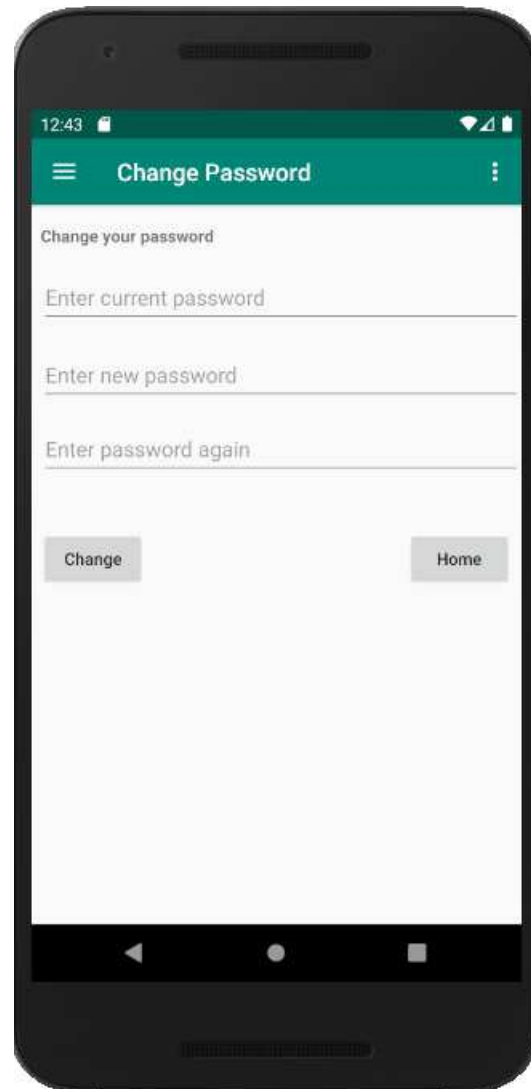 12:43
Change Password
Change your password
Enter current password
Enter new password
Enter password again
Change Home